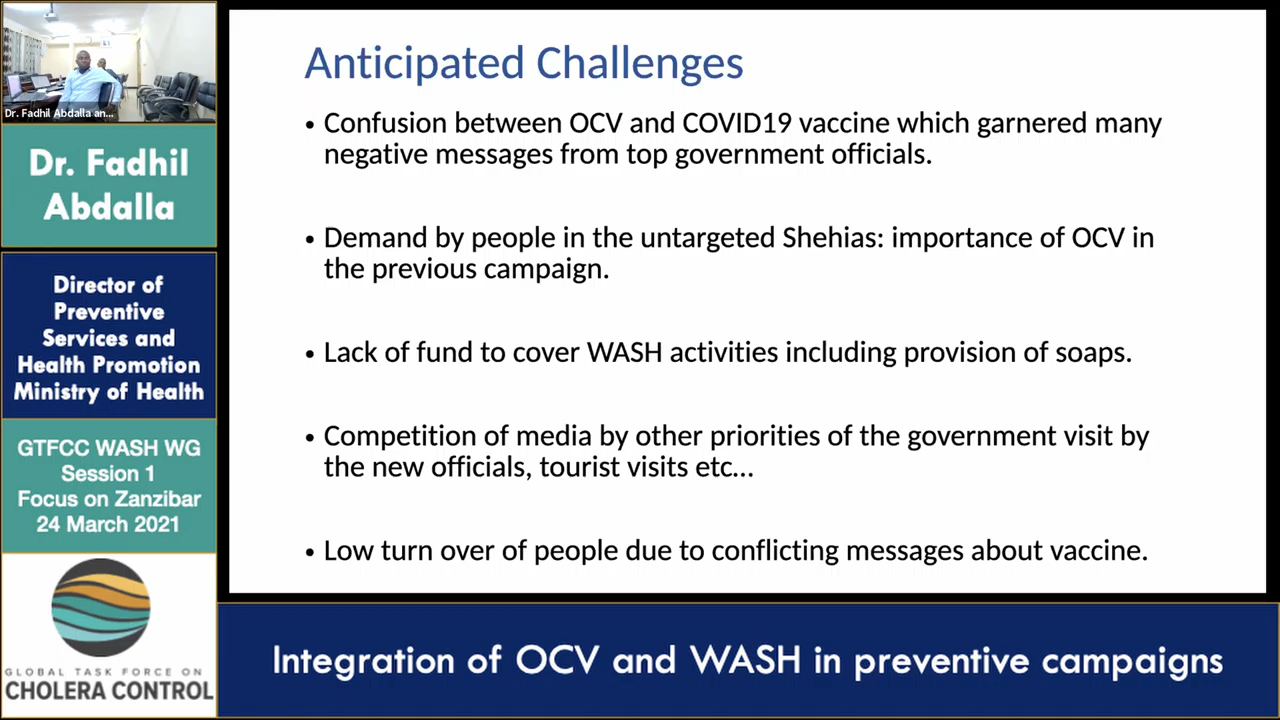 Dr. Fadhil Abdalla an...
Dr. Fadhil
Abdalla
Director of
Preventive
Services and
Health Promotion
Ministry of Health
GTFCC WASH WG
Session 1
Focus on Zanzibar
24 March 2021
GLOBAL TASK FORCE ON
CHOLERA CONTROL
Anticipated Challenges
• Confusion between OCV and COVID19 vaccine which garnered many
negative messages from top government officials.
• Demand by people in the untargeted Shehias: importance of OCV in
the previous campaign.
• Lack of fund to cover WASH activities including provision of soaps.
• Competition of media by other priorities of the government visit by
the new officials, tourist visits etc...
• Low turn over of people due to conflicting messages about vaccine.
Integration of OCV and WASH in preventive campaigns